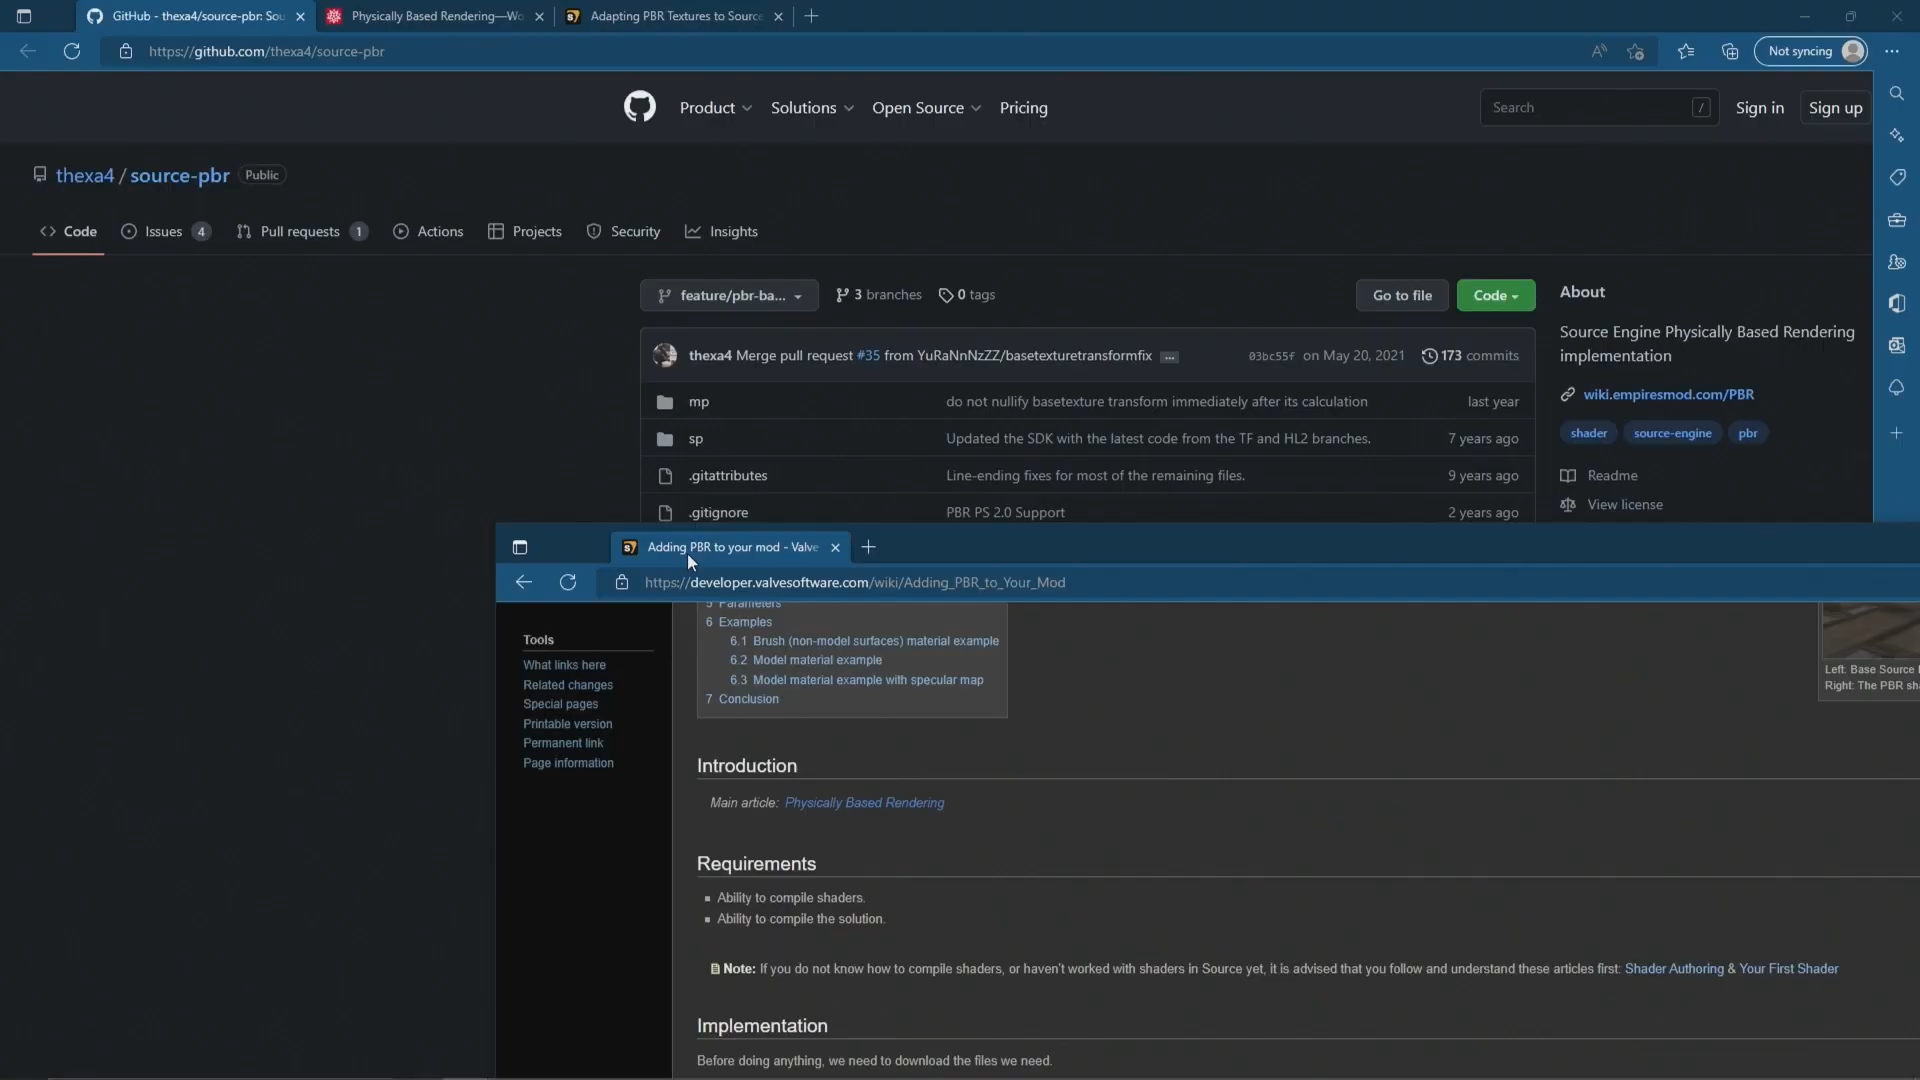 GitHub - thexa4/source-pbr: Sou
Physically Based Rendering—Wo
Adapting PBR Textures to Source
https://github.com/thexa4/source-pbr
Not syncing
Product
Solutions
Open Source
Pricing
Search
/
Sign in
Sign up
thexa4 / source-pbr Public
Code
Issues 4
Pull requests 1
Actions
Projects
Security
Insights
feature/pbr-ba...
3 branches
0 tags
Go to file
Code
About
Source Engine Physically Based Rendering
implementation
thexa4 Merge pull request #35 from YuRaNnNzZZ/basetexturetransformfix ...
03bc55f on May 20, 2021
173 commits
mp do not nullify basetexture transform immediately after its calculation last year
wiki.empiresmod.com/PBR
sp Updated the SDK with the latest code from the TF and HL2 branches. 7 years ago
shader source-engine pbr
.gitattributes Line-ending fixes for most of the remaining files. 9 years ago
Readme
.gitignore PBR PS 2.0 Support 2 years ago
View license
Adding PBR to your mod - Valve
https://developer.valvesoftware.com/wiki/Adding_PBR_to_Your_Mod
Tools
What links here
Related changes
Special pages
Printable version
Permanent link
Page information
5 Parameters
6 Examples
6.1 Brush (non-model surfaces) material example
6.2 Model material example
6.3 Model material example with specular map
7 Conclusion
Left: Base Source
Right: The PBR sha
Introduction
Main article: Physically Based Rendering
Requirements
Ability to compile shaders.
Ability to compile the solution.
Note: If you do not know how to compile shaders, or haven't worked with shaders in Source yet, it is advised that you follow and understand these articles first: Shader Authoring & Your First Shader
Implementation
Before doing anything, we need to download the files we need.